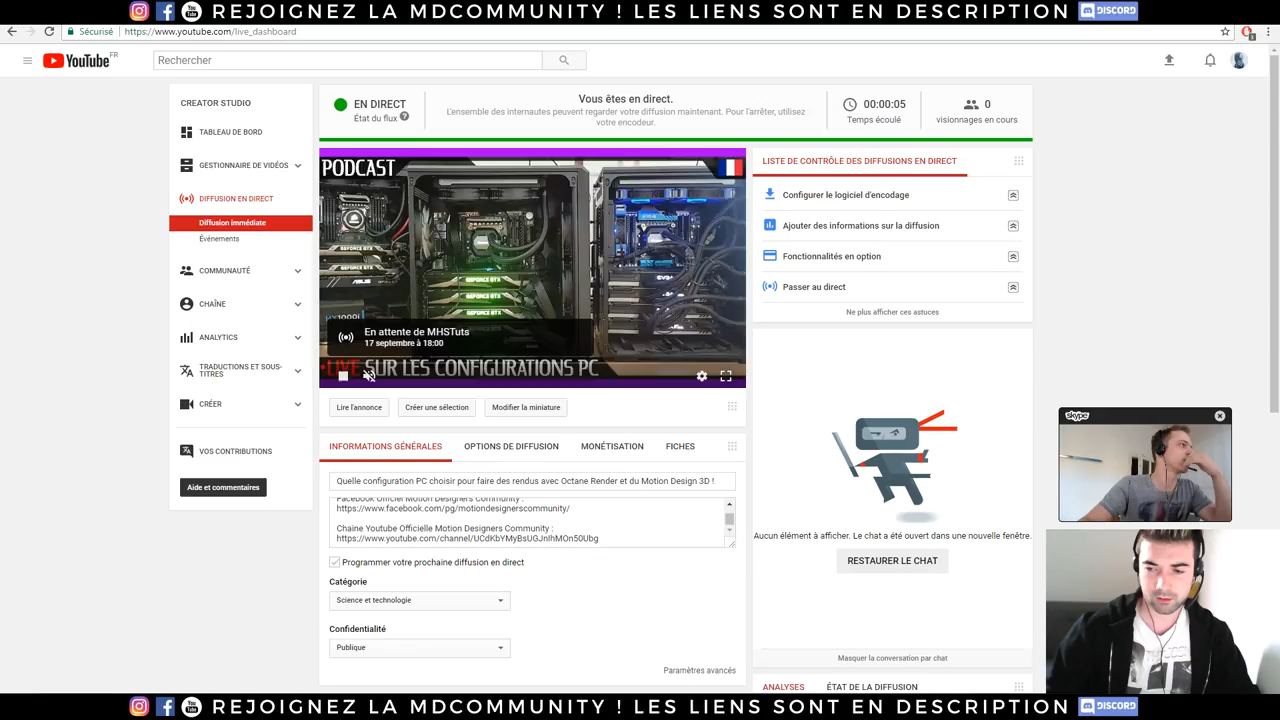 REJOIGNEZ LA MDCOMMUNITY ! LES LIENS SONT EN DESCRIPTION DISCORD
Sécurisé https://www.youtube.com/live_dashboard
YouTube FR
Rechercher
CREATOR STUDIO
TABLEAU DE BORD
GESTIONNAIRE DE VIDÉOS
DIFFUSION EN DIRECT
Diffusion immédiate
Événements
COMMUNAUTÉ
CHAÎNE
ANALYTICS
TRADUCTIONS ET SOUS-
TITRES
CRÉER
VOS CONTRIBUTIONS
Aide et commentaires
EN DIRECT
État du flux
Vous êtes en direct.
L'ensemble des internautes peuvent regarder votre diffusion maintenant. Pour l'arrêter, utilisez
votre encodeur.
00:00:05
Temps écoulé
0
visionnages en cours
PODCAST
GEFORCE GTX
En attente de MHSTuts
17 septembre à 18:00
LIVE SUR LES CONFIGURATIONS PC
Lire l'annonce
Créer une sélection
Modifier la miniature
INFORMATIONS GÉNÉRALES
OPTIONS DE DIFFUSION
MONÉTISATION
FICHES
Quelle configuration PC choisir pour faire des rendus avec Octane Render et du Motion Design 3D !
Facebook Officiel Motion Designers Community :
https://www.facebook.com/pg/motiondesignerscommunity/
Chaine Youtube Officielle Motion Designers Community :
https://www.youtube.com/channel/UCdKbYMyBsUGJnIhMOn50Ubg
Programmer votre prochaine diffusion en direct
Catégorie
Science et technologie
Confidentialité
Publique
Paramètres avancés
LISTE DE CONTRÔLE DES DIFFUSIONS EN DIRECT
Configurer le logiciel d'encodage
Ajouter des informations sur la diffusion
Fonctionnalités en option
Passer au direct
Ne plus afficher ces astuces
Aucun élément à afficher. Le chat a été ouvert dans une nouvelle fenêtre.
RESTAURER LE CHAT
Masquer la conversation par chat
ANALYSES
ÉTAT DE LA DIFFUSION
skype
REJOIGNEZ LA MDCOMMUNITY ! LES LIENS SONT EN DESCRIPTION DISCORD